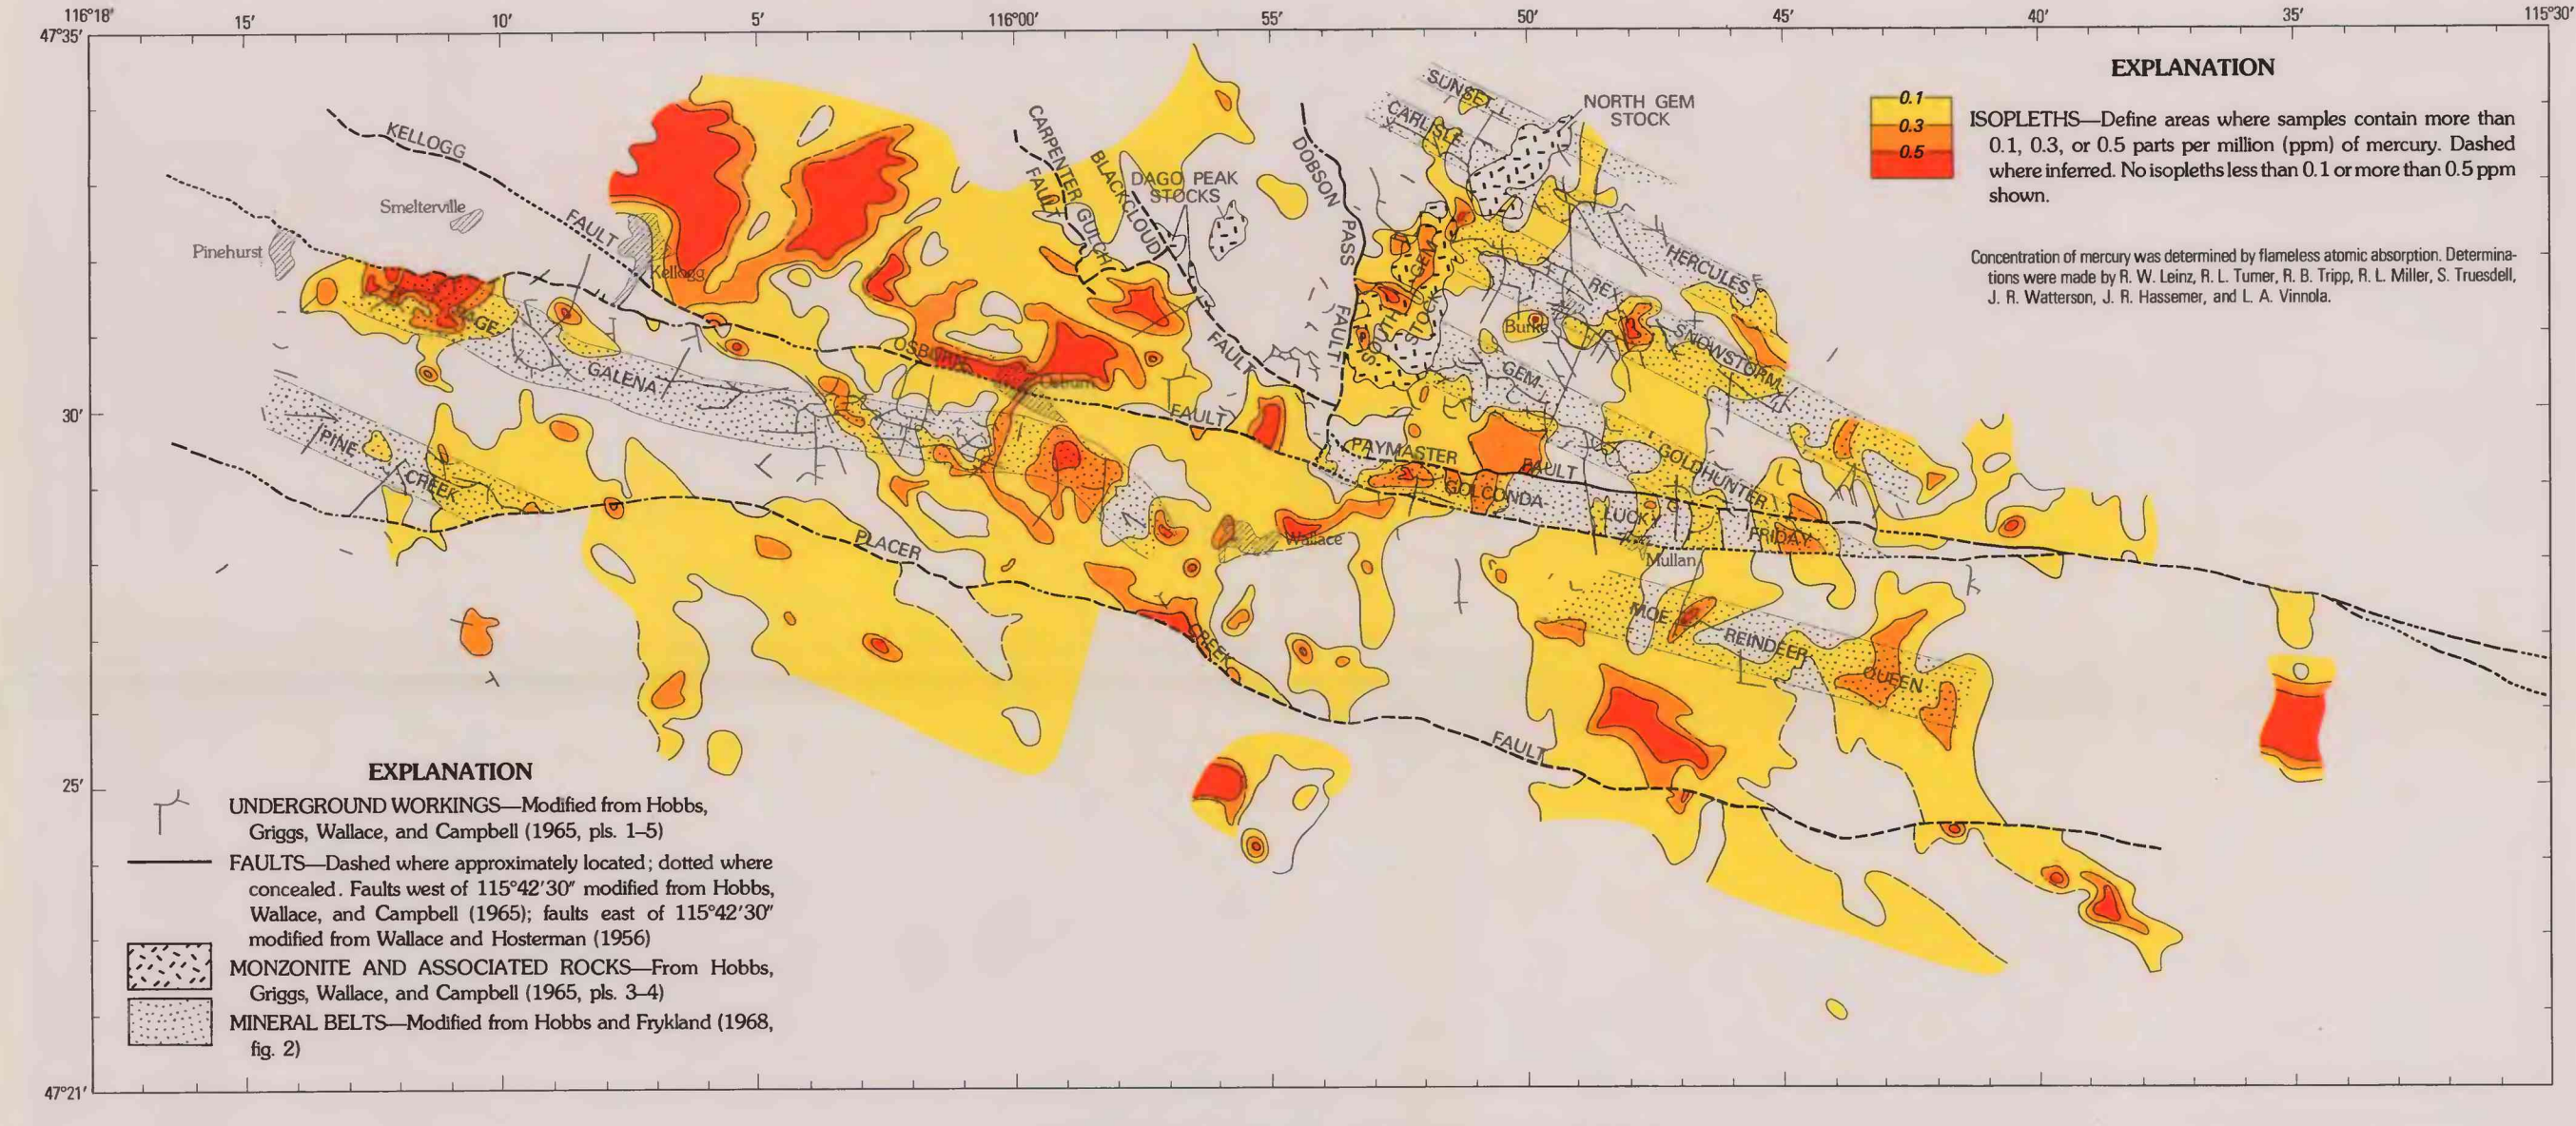 116°18'
15'
10'
5'
116°00'
55'
50'
45'
40'
35'
115°30'
47°35'
30'
25'
47°21'
EXPLANATION
0.1
0.3
0.5
ISOPLETHS—Define areas where samples contain more than
0.1, 0.3, or 0.5 parts per million (ppm) of mercury. Dashed
where inferred. No isopleths less than 0.1 or more than 0.5 ppm
shown.
Concentration of mercury was determined by flameless atomic absorption. Determina-
tions were made by R. W. Leinz, R. L. Turner, R. B. Tripp, R. L. Miller, S. Truesdell,
J. R. Watterson, J. R. Hassemer, and L. A. Vinnola.
SUNSET
CARLISLE
NORTH GEM
STOCK
KELLOGG
FAULT
Smelterville
Pinehurst
Kellogg
CARPENTER GULCH
FAULT
BLACKCLOUD
FAULT
DAGO PEAK
STOCKS
DOBSON PASS
FAULT
SOUTH GEM
STOCK
HERCULES
REX
Burke
SNOWSTORM
GEM
GOLDHUNTER
PAGE
GALENA
OSBURN
Osburn
FAULT
PAYMASTER
FAULT
GOLCONDA
LUCKY
FRIDAY
Mullan
Wallace
PINE
CREEK
PLACER
CREEK
FAULT
MOE
REINDEER
QUEEN
EXPLANATION
UNDERGROUND WORKINGS—Modified from Hobbs,
Griggs, Wallace, and Campbell (1965, pls. 1–5)
FAULTS—Dashed where approximately located; dotted where
concealed. Faults west of 115°42'30" modified from Hobbs,
Wallace, and Campbell (1965); faults east of 115°42'30"
modified from Wallace and Hosterman (1956)
MONZONITE AND ASSOCIATED ROCKS—From Hobbs,
Griggs, Wallace, and Campbell (1965, pls. 3–4)
MINERAL BELTS—Modified from Hobbs and Frykland (1968,
fig. 2)